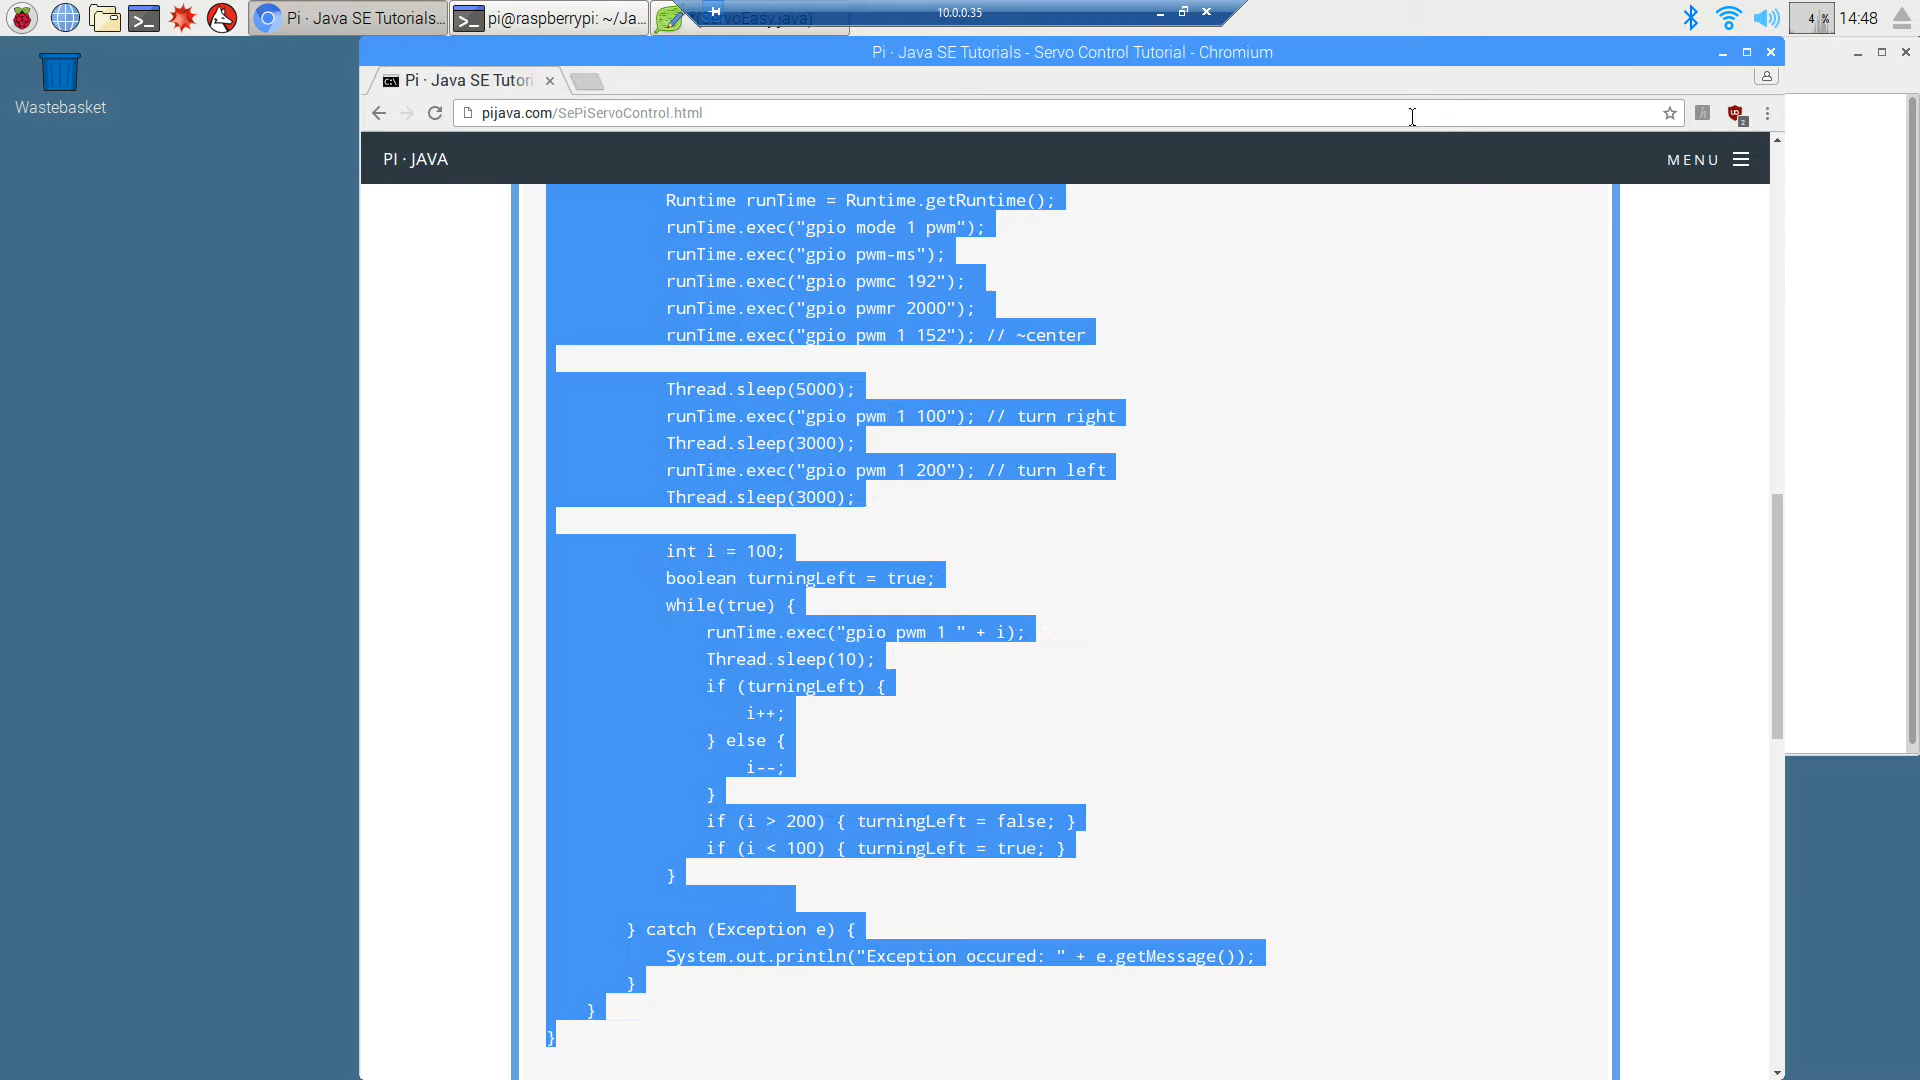 Pi · Java SE Tutorials...
pi@raspberrypi: ~/Ja...
(ServoEasy.java)
10.0.0.35
4 %
14:48
Wastebasket
Pi · Java SE Tutorials - Servo Control Tutorial - Chromium
Pi · Java SE Tutori
pijava.com/SePiServoControl.html
2
PI · JAVA
MENU
Runtime runTime = Runtime.getRuntime();
runTime.exec("gpio mode 1 pwm");
runTime.exec("gpio pwm-ms");
runTime.exec("gpio pwmc 192");
runTime.exec("gpio pwmr 2000");
runTime.exec("gpio pwm 1 152"); // ~center
Thread.sleep(5000);
runTime.exec("gpio pwm 1 100"); // turn right
Thread.sleep(3000);
runTime.exec("gpio pwm 1 200"); // turn left
Thread.sleep(3000);
int i = 100;
boolean turningLeft = true;
while(true) {
runTime.exec("gpio pwm 1 " + i);
Thread.sleep(10);
if (turningLeft) {
i++;
} else {
i--;
}
if (i > 200) { turningLeft = false; }
if (i < 100) { turningLeft = true; }
}
} catch (Exception e) {
System.out.println("Exception occured: " + e.getMessage());
}
}
}